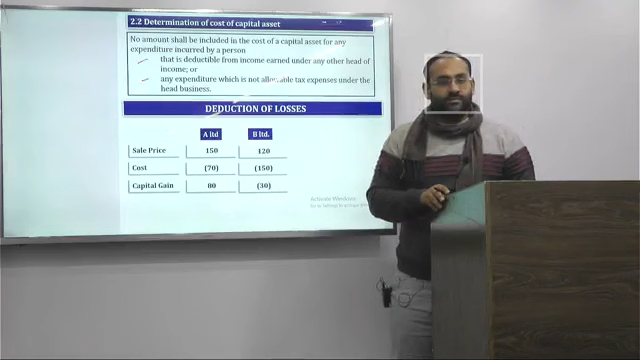 2.2 Determination of cost of capital asset
No amount shall be included in the cost of a capital asset for any
expenditure incurred by a person
that is deductible from income earned under any other head of
income; or
any expenditure which is not allowable tax expenses under the
head business.
DEDUCTION OF LOSSES
A ltd B ltd.
Sale Price 150 120
Cost (70) (150)
Capital Gain 80 (30)
Activate Windows